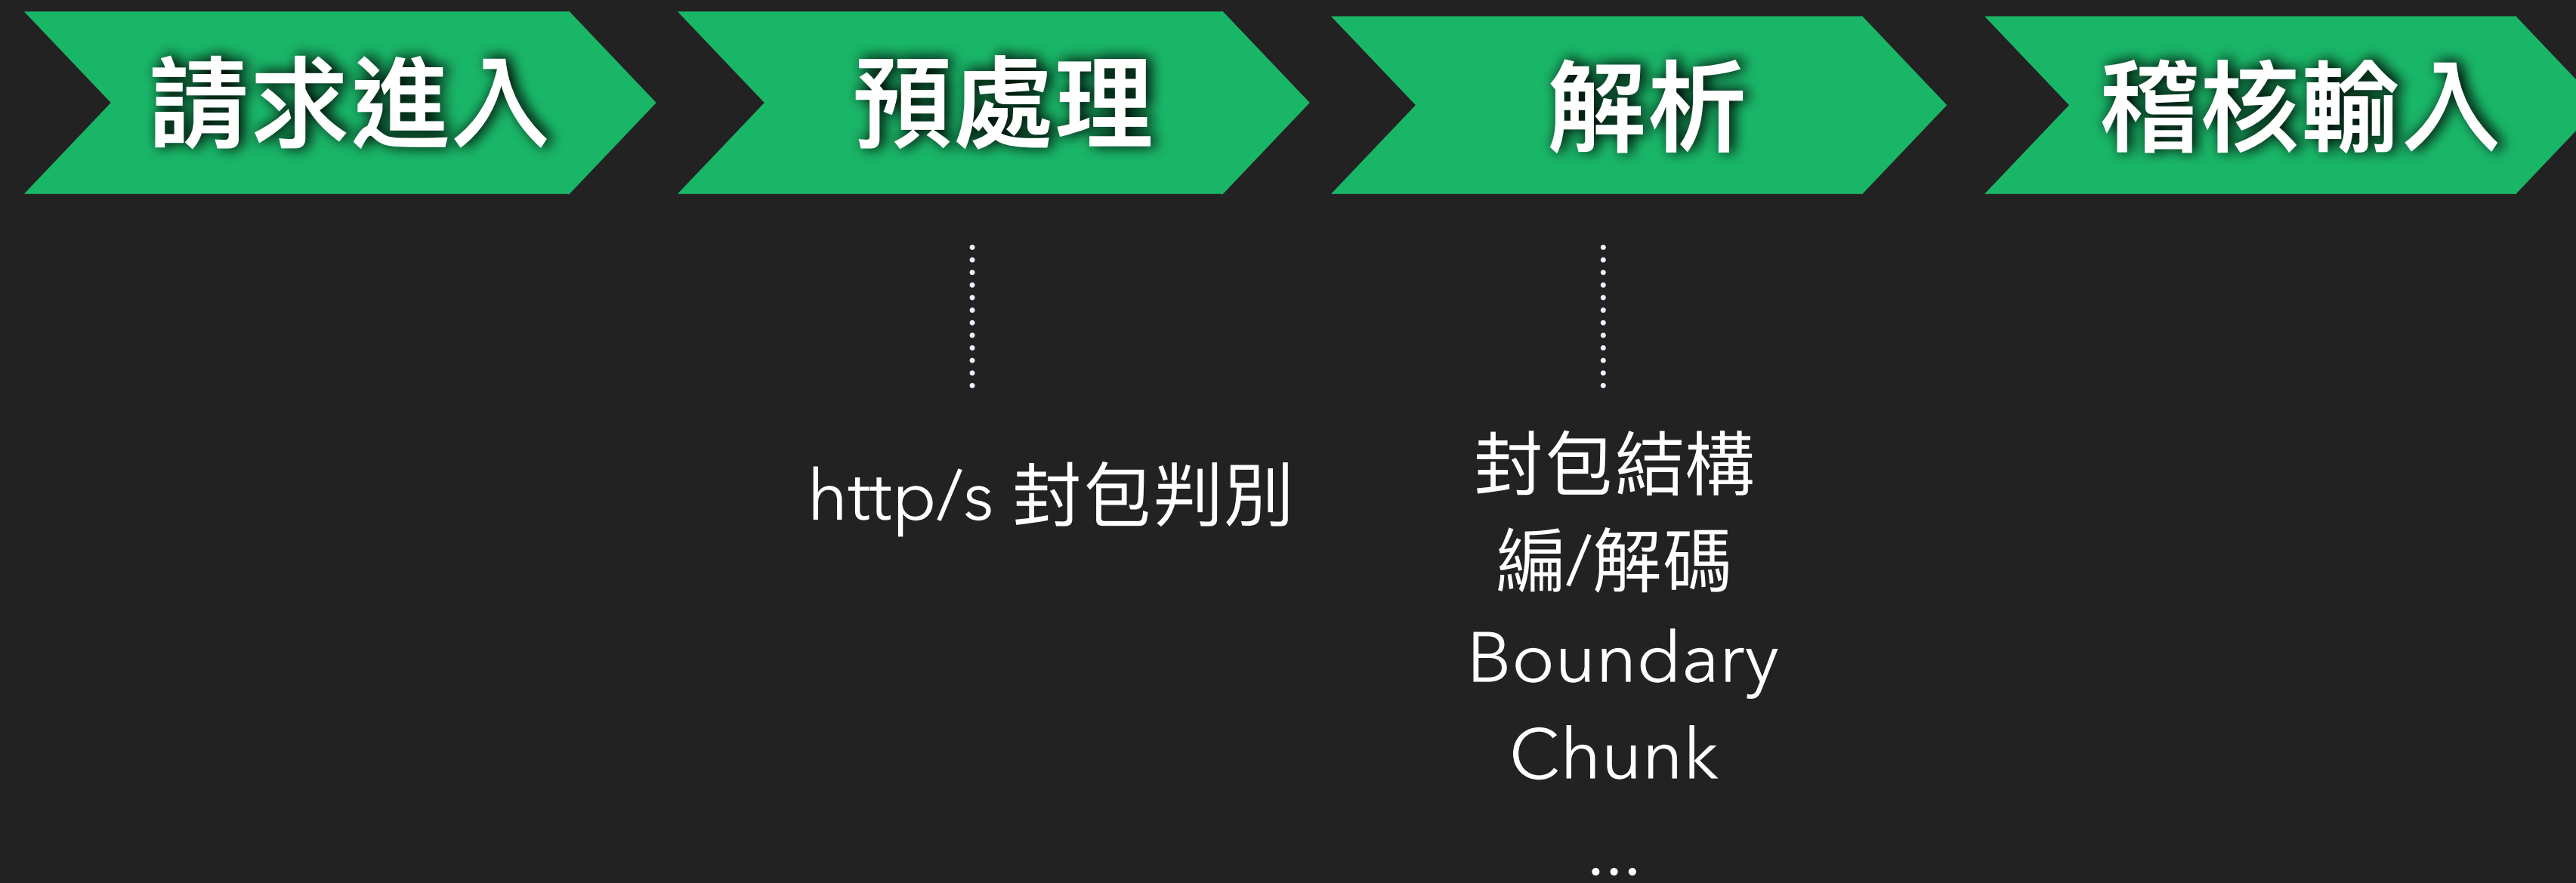 請求進入
預處理
解析
稽核輸入
http/s 封包判別
封包結構
編/解碼
Boundary
Chunk
...